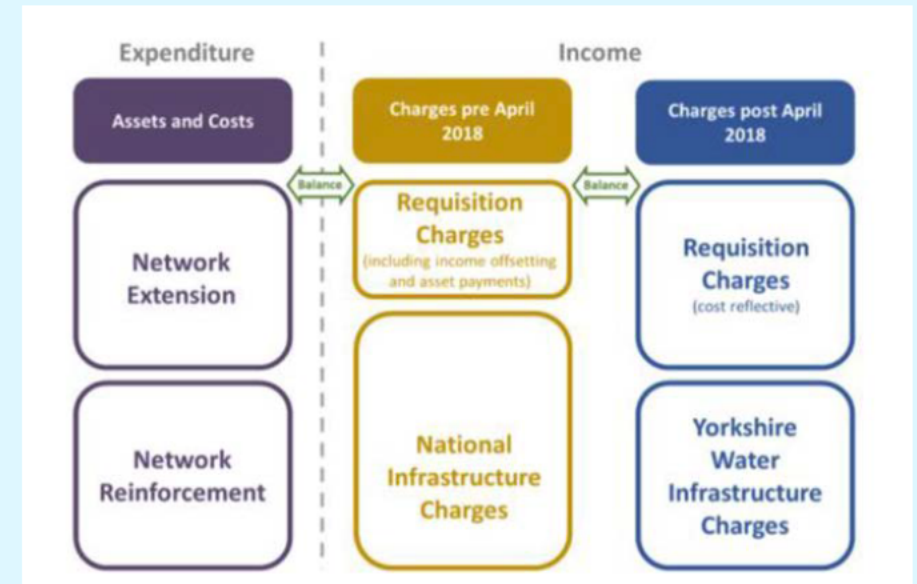 Expenditure
Income
Assets and Costs
Charges pre April
2018
Charges post April
2018
Balance
Balance
Network
Extension
Requisition
Charges
(including income offsetting
and asset payments)
Requisition
Charges
(cost reflective)
Network
Reinforcement
National
Infrastructure
Charges
Yorkshire
Water
Infrastructure
Charges